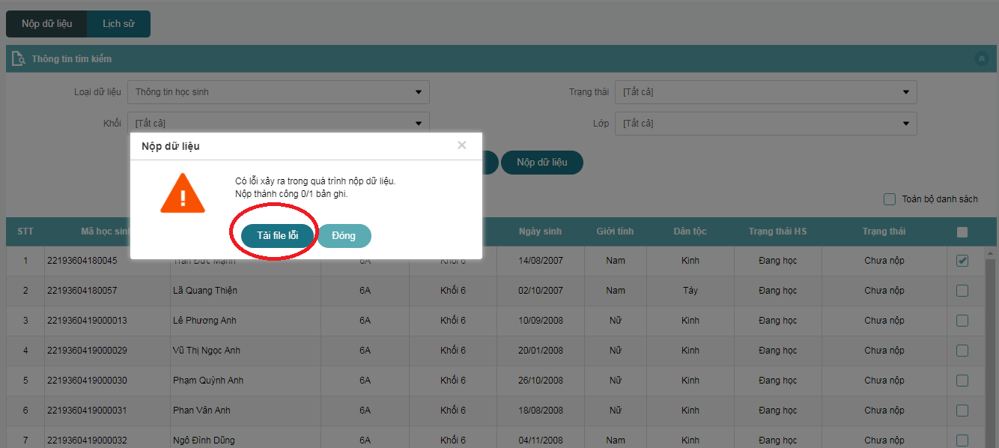 Nộp dữ liệu Lịch sử
Thông tin tìm kiếm
Loại dữ liệu Thông tin học sinh Trạng thái [Tất cả]
Khối [Tất cả] Lớp [Tất cả]
Nộp dữ liệu
Nộp dữ liệu
Có lỗi xảy ra trong quá trình nộp dữ liệu.
Nộp thành công 0/1 bản ghi.
Tải file lỗi Đóng
Toàn bộ danh sách
STT Mã học sinh Ngày sinh Giới tính Dân tộc Trạng thái HS Trạng thái
1 22193604180045 Trần Đức Mạnh 6A Khối 6 14/08/2007 Nam Kinh Đang học Chưa nộp
2 22193604180057 Lã Quang Thiện 6A Khối 6 02/10/2007 Nam Tày Đang học Chưa nộp
3 2219360419000013 Lê Phương Anh 6A Khối 6 10/09/2008 Nữ Kinh Đang học Chưa nộp
4 2219360419000029 Vũ Thị Ngọc Anh 6A Khối 6 20/01/2008 Nữ Kinh Đang học Chưa nộp
5 2219360419000030 Phạm Quỳnh Anh 6A Khối 6 26/10/2008 Nữ Kinh Đang học Chưa nộp
6 2219360419000031 Phan Vân Anh 6A Khối 6 18/08/2008 Nữ Kinh Đang học Chưa nộp
7 2219360419000032 Ngô Đình Dũng 6A Khối 6 04/11/2008 Nam Kinh Đang học Chưa nộp